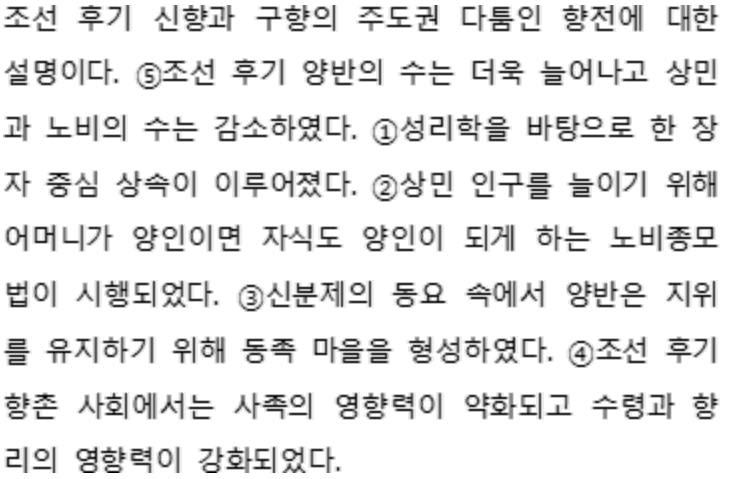 조선 후기 신향과 구향의 주도권 다툼인 향전에 대한
설명이다. ⑤조선 후기 양반의 수는 더욱 늘어나고 상민
과 노비의 수는 감소하였다. ①성리학을 바탕으로 한 장
자 중심 상속이 이루어졌다. ②상민 인구를 늘이기 위해
어머니가 양인이면 자식도 양인이 되게 하는 노비종모
법이 시행되었다. ③신분제의 동요 속에서 양반은 지위
를 유지하기 위해 동족 마을을 형성하였다. ④조선 후기
향촌 사회에서는 사족의 영향력이 약화되고 수령과 향
리의 영향력이 강화되었다.